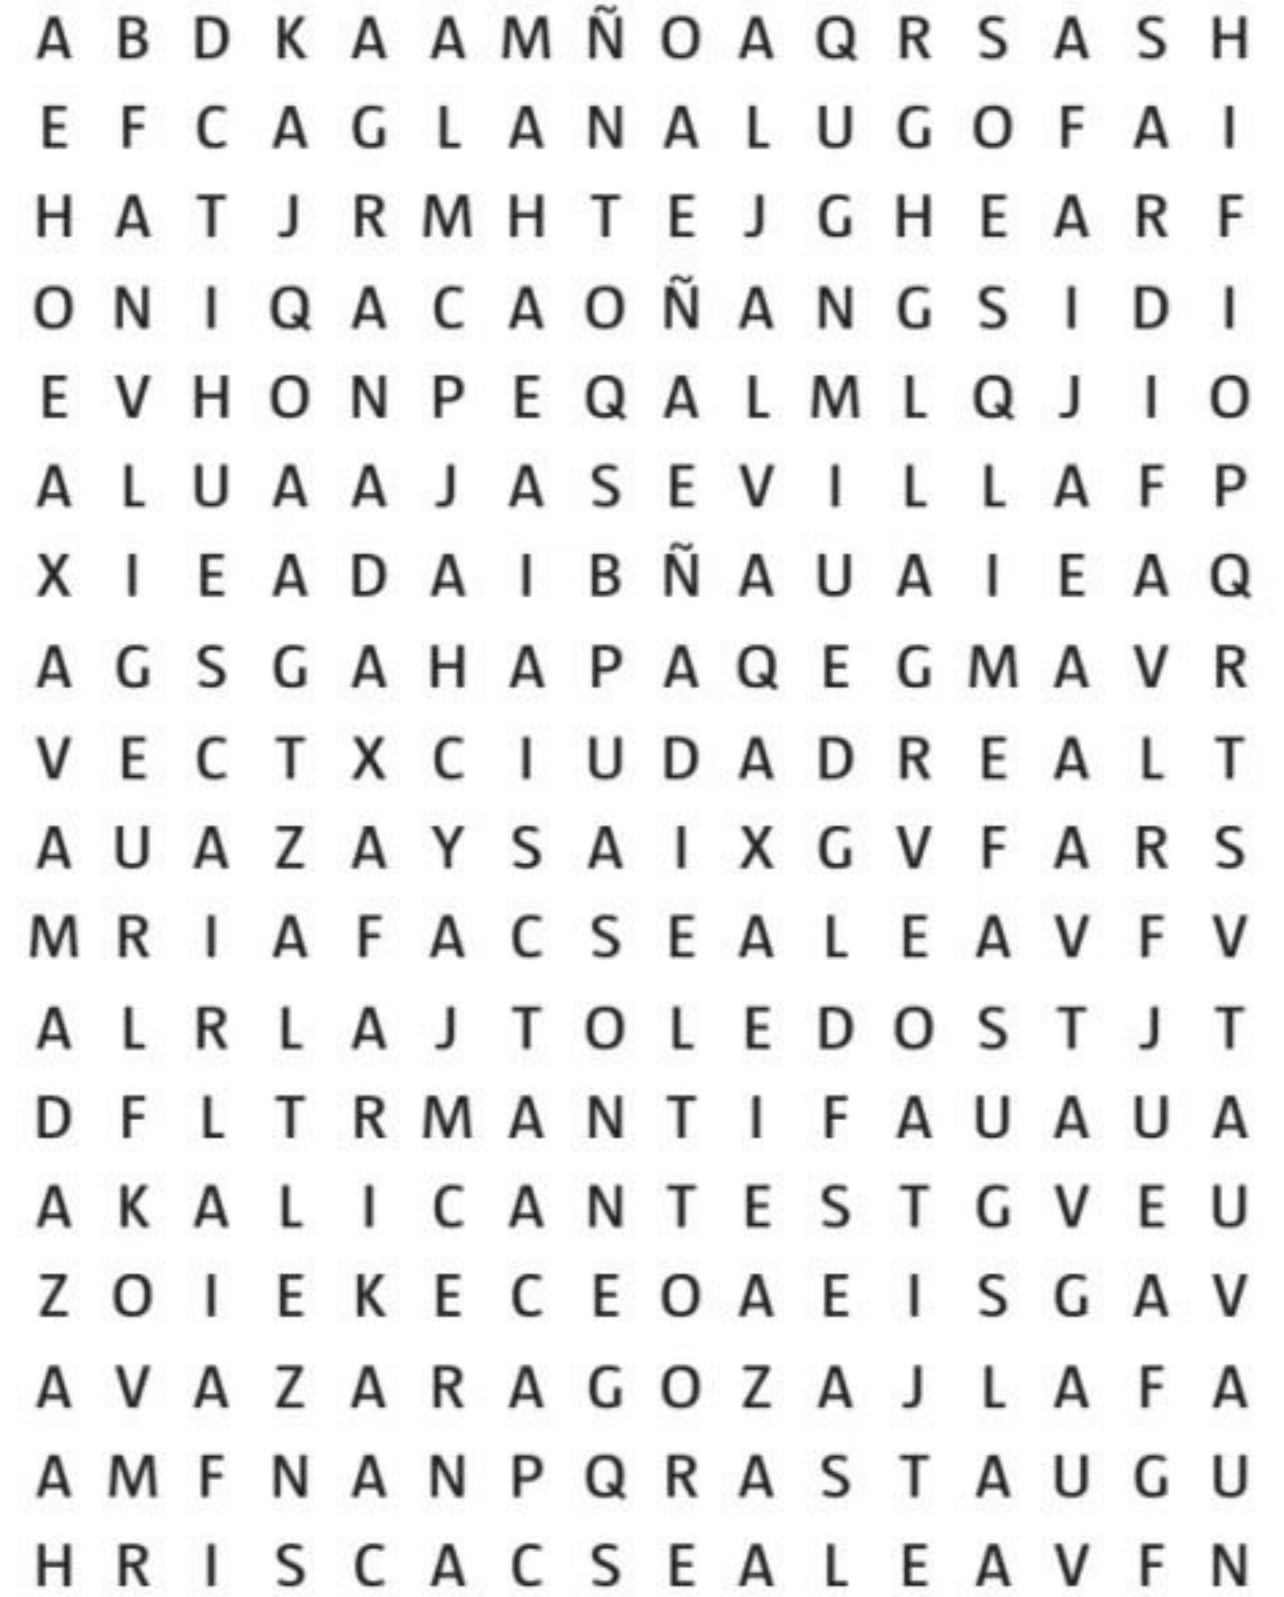 A B D K A A M Ñ O A Q R S A S H
E F C A G L A N A L U G O F A I
H A T J R M H T E J G H E A R F
O N I Q A C A O Ñ A N G S I D I
E V H O N P E Q A L M L Q J I O
A L U A A J A S E V I L L A F P
X I E A D A I B Ñ A U A I E A Q
A G S G A H A P A Q E G M A V R
V E C T X C I U D A D R E A L T
A U A Z A Y S A I X G V F A R S
M R I A F A C S E A L E A V F V
A L R L A J T O L E D O S T J T
D F L T R M A N T I F A U A U A
A K A L I C A N T E S T G V E U
Z O I E K E C E O A E I S G A V
A V A Z A R A G O Z A J L A F A
A M F N A N P Q R A S T A U G U
H R I S C A C S E A L E A V F N